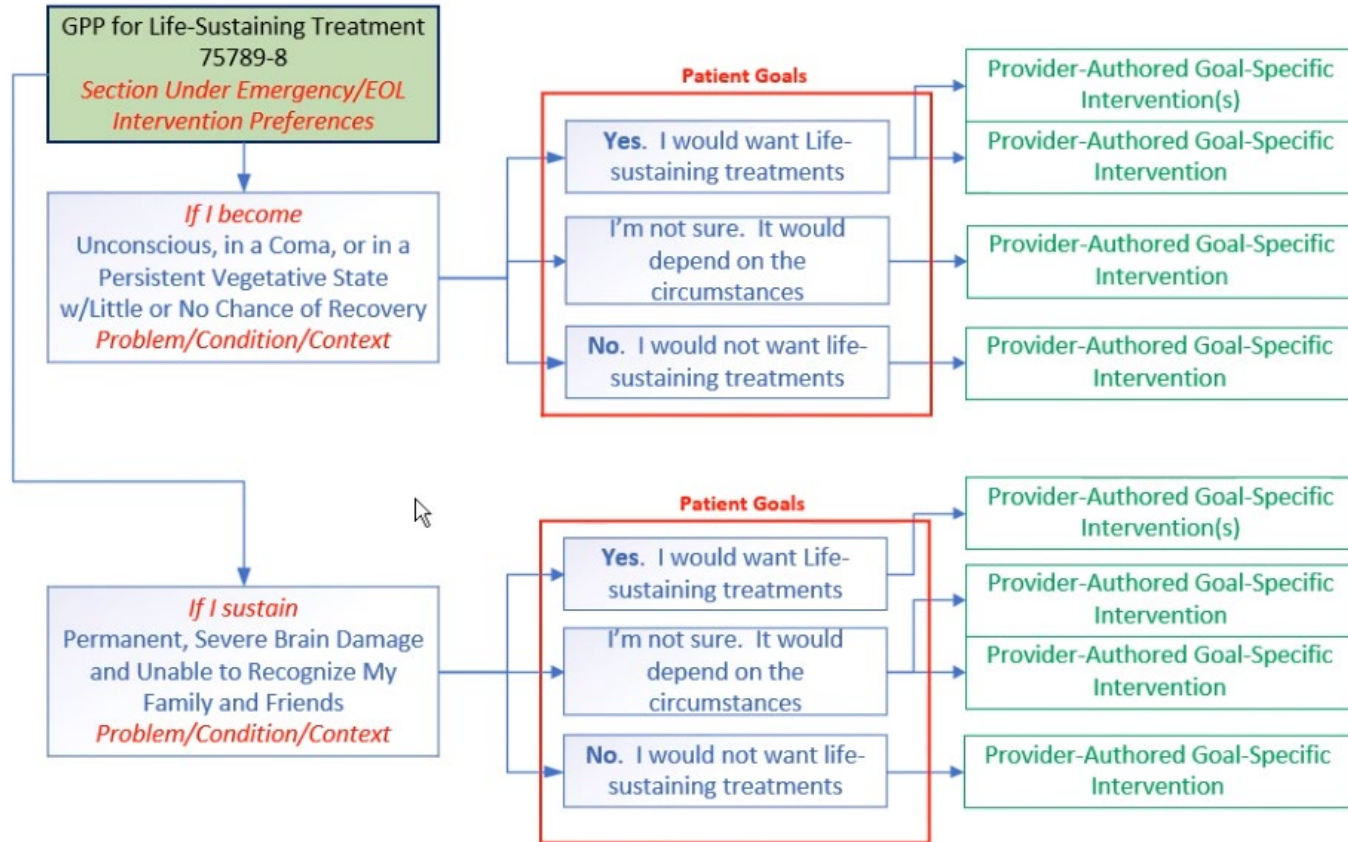 GPP for Life-Sustaining Treatment
75789-8
Section Under Emergency/EOL
Intervention Preferences
If I become
Unconscious, in a Coma, or in a
Persistent Vegetative State
w/Little or No Chance of Recovery
Problem/Condition/Context
Patient Goals
Yes. I would want Life-
sustaining treatments
I'm not sure. It would
depend on the
circumstances
No. I would not want life-
sustaining treatments
Provider-Authored Goal-Specific
Intervention(s)
Provider-Authored Goal-Specific
Intervention
Provider-Authored Goal-Specific
Intervention
Provider-Authored Goal-Specific
Intervention
If I sustain
Permanent, Severe Brain Damage
and Unable to Recognize My
Family and Friends
Problem/Condition/Context
Patient Goals
Yes. I would want Life-
sustaining treatments
I'm not sure. It would
depend on the
circumstances
No. I would not want life-
sustaining treatments
Provider-Authored Goal-Specific
Intervention(s)
Provider-Authored Goal-Specific
Intervention
Provider-Authored Goal-Specific
Intervention
Provider-Authored Goal-Specific
Intervention